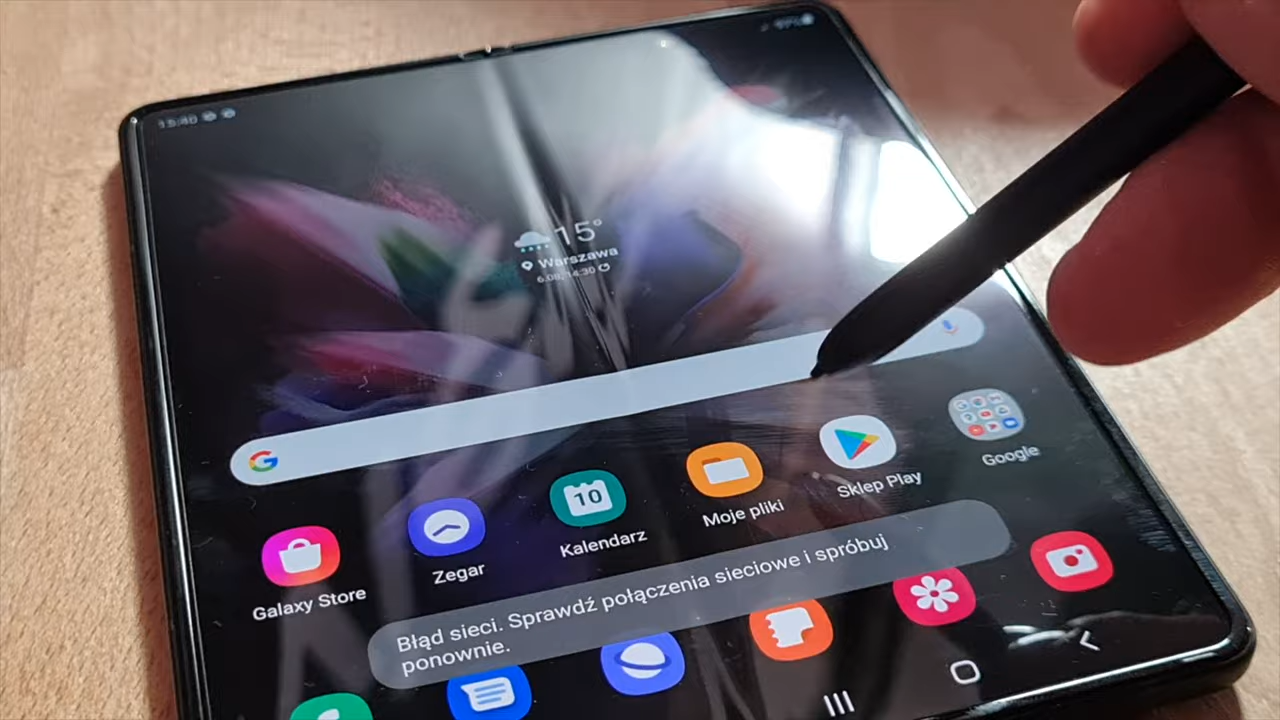 15°
Warszawa
Galaxy Store
Zegar
10
Kalendarz
Moje pliki
Sklep Play
Google
Błąd sieci. Sprawdź połączenia sieciowe i spróbuj
ponownie.